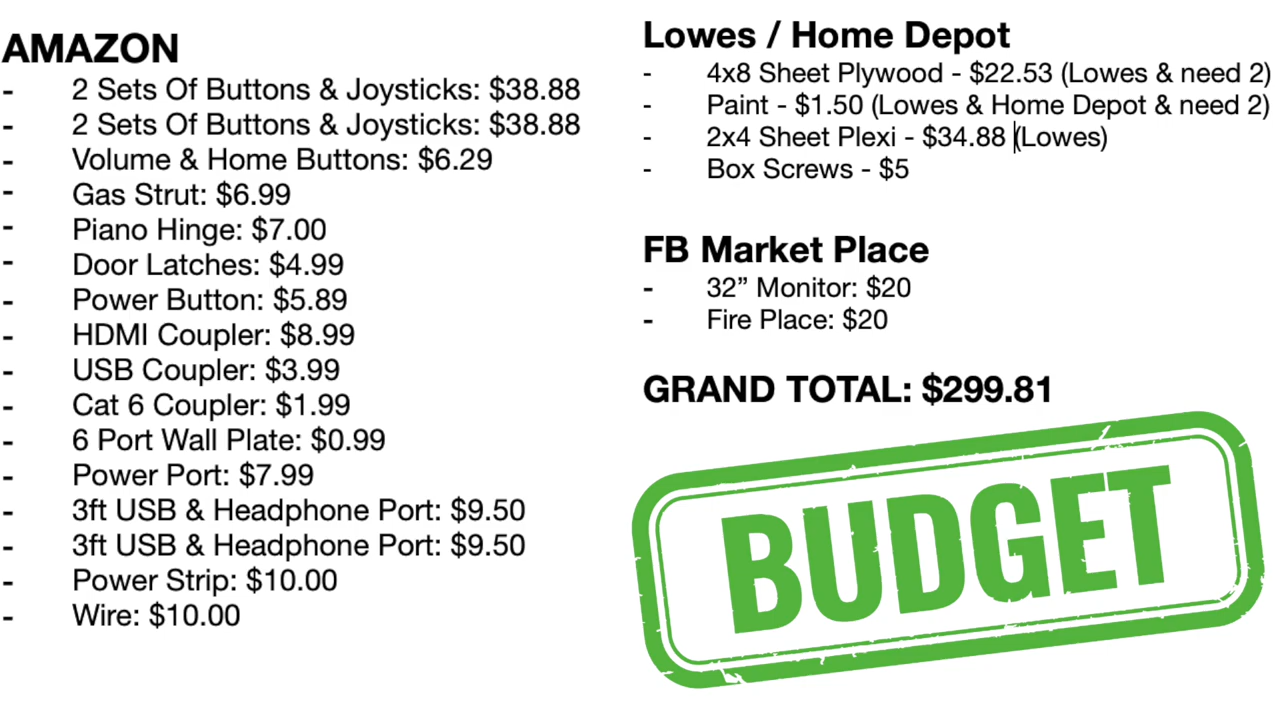 AMAZON
- 2 Sets Of Buttons & Joysticks: $38.88
- 2 Sets Of Buttons & Joysticks: $38.88
- Volume & Home Buttons: $6.29
- Gas Strut: $6.99
- Piano Hinge: $7.00
- Door Latches: $4.99
- Power Button: $5.89
- HDMI Coupler: $8.99
- USB Coupler: $3.99
- Cat 6 Coupler: $1.99
- 6 Port Wall Plate: $0.99
- Power Port: $7.99
- 3ft USB & Headphone Port: $9.50
- 3ft USB & Headphone Port: $9.50
- Power Strip: $10.00
- Wire: $10.00
Lowes / Home Depot
- 4x8 Sheet Plywood - $22.53 (Lowes & need 2)
- Paint - $1.50 (Lowes & Home Depot & need 2)
- 2x4 Sheet Plexi - $34.88 (Lowes)
- Box Screws - $5
FB Market Place
- 32” Monitor: $20
- Fire Place: $20
GRAND TOTAL: $299.81
BUDGET